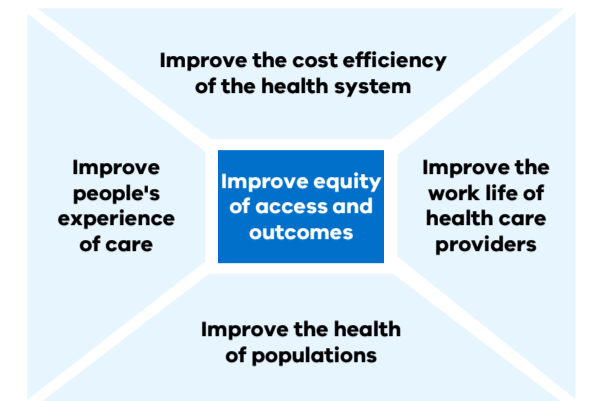 Improve the cost efficiency
of the health system
Improve
people's
experience
of care
Improve equity
of access and
outcomes
Improve the
work life of
health care
providers
Improve the health
of populations